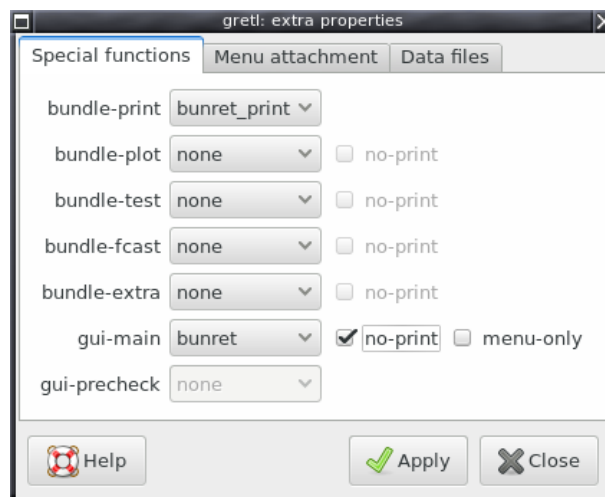 gretl: extra properties
Special functions Menu attachment Data files
bundle-print bunret_print
bundle-plot none no-print
bundle-test none no-print
bundle-fcast none no-print
bundle-extra none no-print
gui-main bunret no-print menu-only
gui-precheck none
Help Apply Close